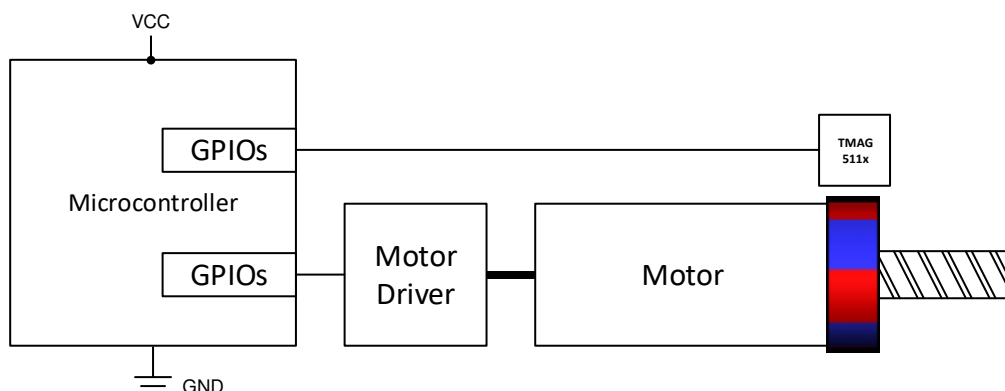 VCC
GPIOs
TMAG
511x
Microcontroller
GPIOs
Motor
Driver
Motor
GND